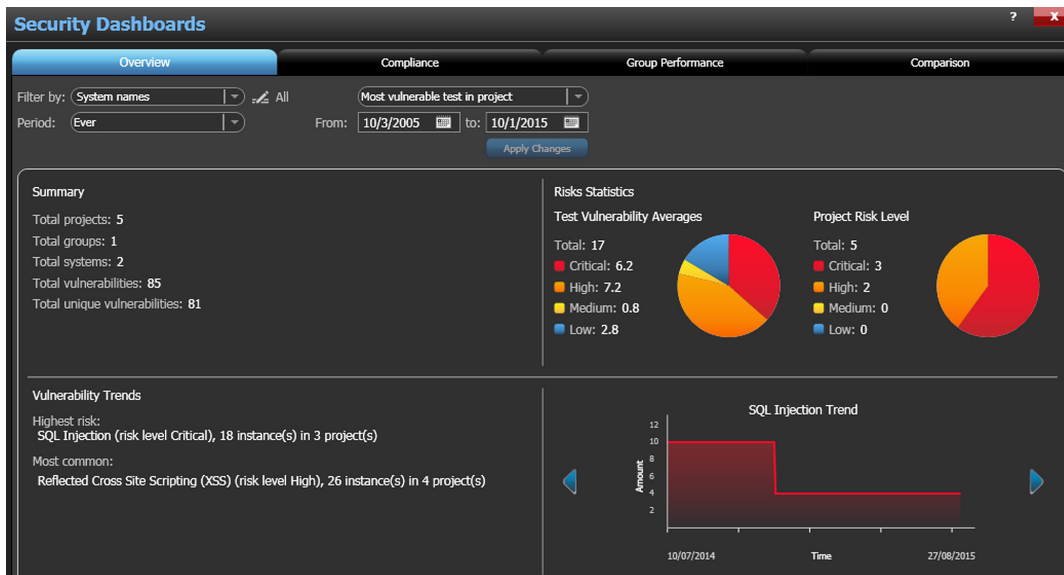 Security Dashboards
? X
Overview Compliance Group Performance Comparison
Filter by: System names All Most vulnerable test in project
Period: Ever From: 10/3/2005 to: 10/1/2015
Apply Changes
Summary
Total projects: 5
Total groups: 1
Total systems: 2
Total vulnerabilities: 85
Total unique vulnerabilities: 81
Risks Statistics
Test Vulnerability Averages
Total: 17
Critical: 6.2
High: 7.2
Medium: 0.8
Low: 2.8
Project Risk Level
Total: 5
Critical: 3
High: 2
Medium: 0
Low: 0
Vulnerability Trends
Highest risk:
SQL Injection (risk level Critical), 18 instance(s) in 3 project(s)
Most common:
Reflected Cross Site Scripting (XSS) (risk level High), 26 instance(s) in 4 project(s)
SQL Injection Trend
Amount
12
10
8
6
4
2
10/07/2014 Time 27/08/2015